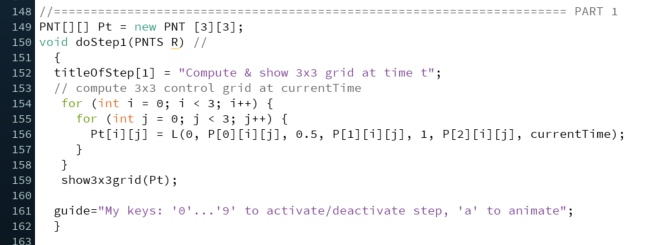 148 //======================================================================= PART 1
149 PNT[][] Pt = new PNT [3][3];
150 void doStep1(PNTS R) //
151 {
152 titleOfStep[1] = "Compute & show 3x3 grid at time t";
153 // compute 3x3 control grid at currentTime
154 for (int i = 0; i < 3; i++) {
155 for (int j = 0; j < 3; j++) {
156 Pt[i][j] = L(0, P[0][i][j], 0.5, P[1][i][j], 1, P[2][i][j], currentTime);
157 }
158 }
159 show3x3grid(Pt);
160
161 guide="My keys: '0'...'9' to activate/deactivate step, 'a' to animate";
162 }
163